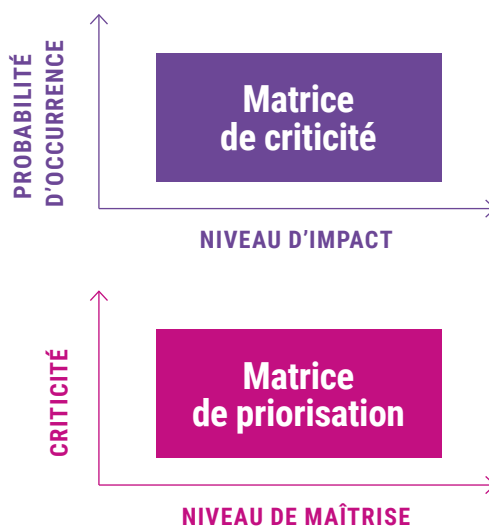 PROBABILITÉ
D'OCCURRENCE
Matrice
de criticité
NIVEAU D'IMPACT
CRITICITÉ
Matrice
de priorisation
NIVEAU DE MAÎTRISE